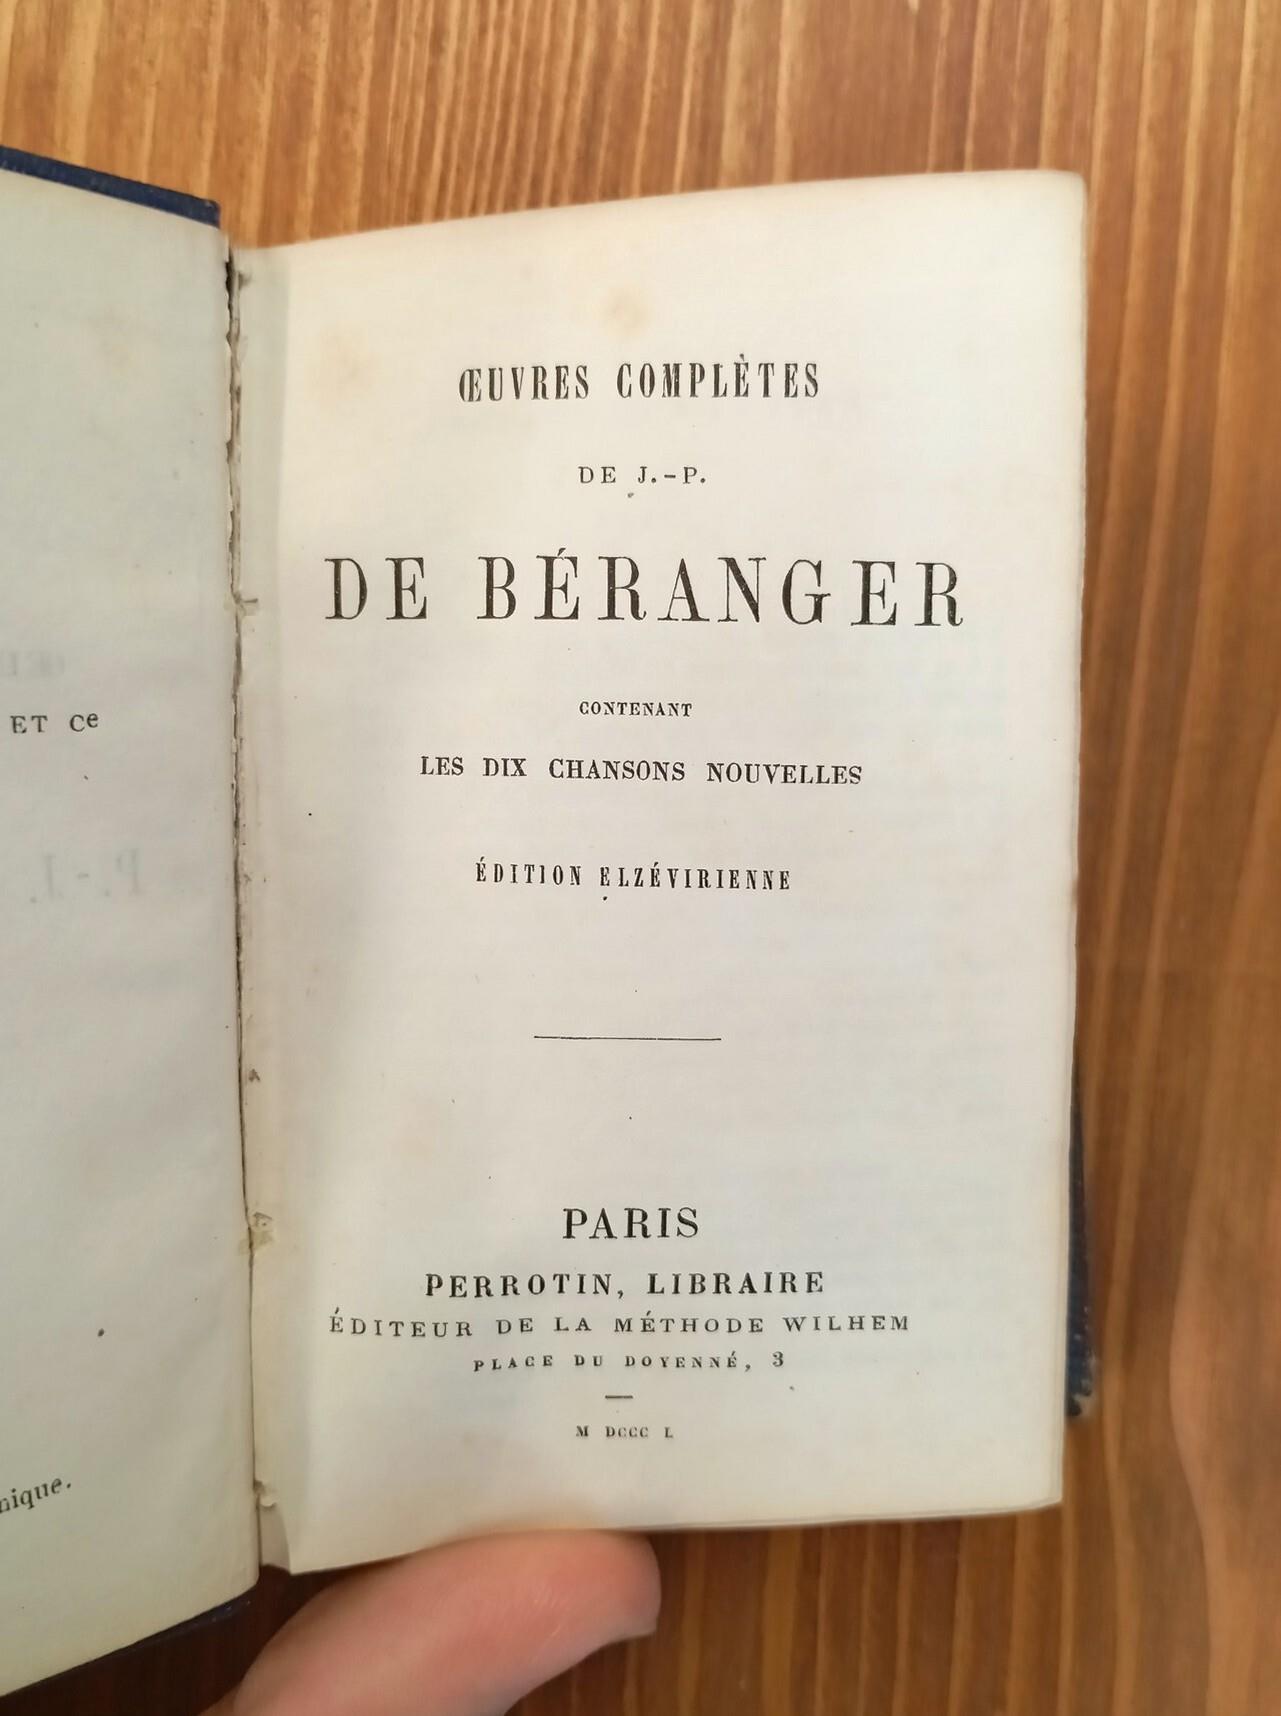 ET Ce
nique.
ŒUVRES COMPLÈTES
DE J.-P.
DE BÉRANGER
CONTENANT
LES DIX CHANSONS NOUVELLES
ÉDITION ELZÉVIRIENNE
PARIS
PERROTIN, LIBRAIRE
ÉDITEUR DE LA MÉTHODE WILHEM
PLACE DU DOYENNÉ, 3
M DCCC L